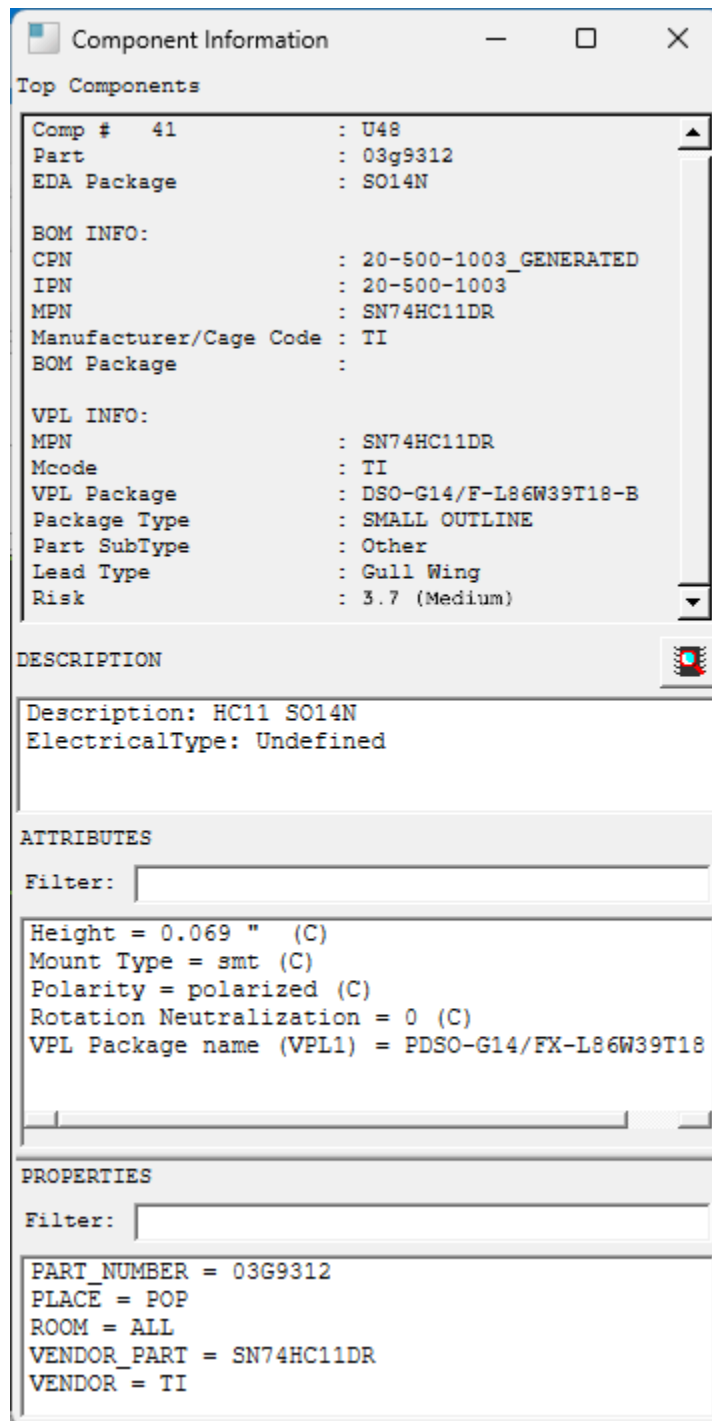 Component Information
Top Components
Comp #   41               : U48
Part                      : 03g9312
EDA Package               : SO14N
BOM INFO:
CPN                       : 20-500-1003_GENERATED
IPN                       : 20-500-1003
MPN                       : SN74HC11DR
Manufacturer/Cage Code : TI
BOM Package               :
VPL INFO:
MPN                       : SN74HC11DR
Mcode                     : TI
VPL Package               : DSO-G14/F-L86W39T18-B
Package Type              : SMALL OUTLINE
Part SubType              : Other
Lead Type                 : Gull Wing
Risk                      : 3.7 (Medium)
DESCRIPTION
Description: HC11 SO14N
ElectricalType: Undefined
ATTRIBUTES
Filter:
Height = 0.069 "  (C)
Mount Type = smt (C)
Polarity = polarized (C)
Rotation Neutralization = 0 (C)
VPL Package name (VPL1) = PDSO-G14/FX-L86W39T18
PROPERTIES
Filter:
PART_NUMBER = 03G9312
PLACE = POP
ROOM = ALL
VENDOR_PART = SN74HC11DR
VENDOR = TI